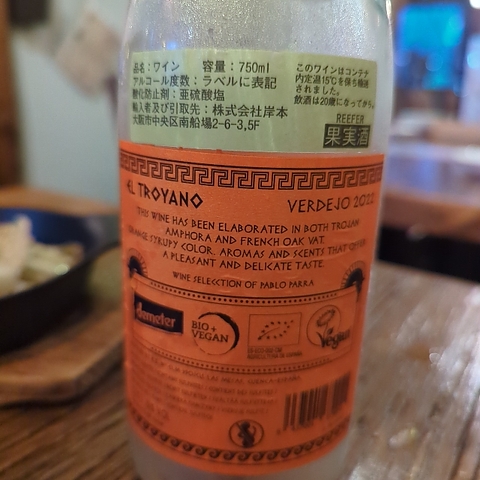 品名：ワイン 容量：750ml
アルコール度数：ラベルに表記
酸化防止剤：亜硫酸塩
輸入者及び引取先：株式会社岸本
大阪市中央区南船場2-6-3,5F
このワインはコンテナ
内定温15℃を保ち輸送
されました。
飲酒は20歳になってから。
REEFER
果実酒
EL TROYANO
VERDEJO 2022
THIS WINE HAS BEEN ELABORATED IN BOTH TROJAN
AMPHORA AND FRENCH OAK VAT.
ORANGE SYRUPY COLOR. AROMAS AND SCENTS THAT OFFER
A PLEASANT AND DELICATE TASTE
WINE SELECTION OF PABLO PARRA
demeter
BIO +
VEGAN
Vegan